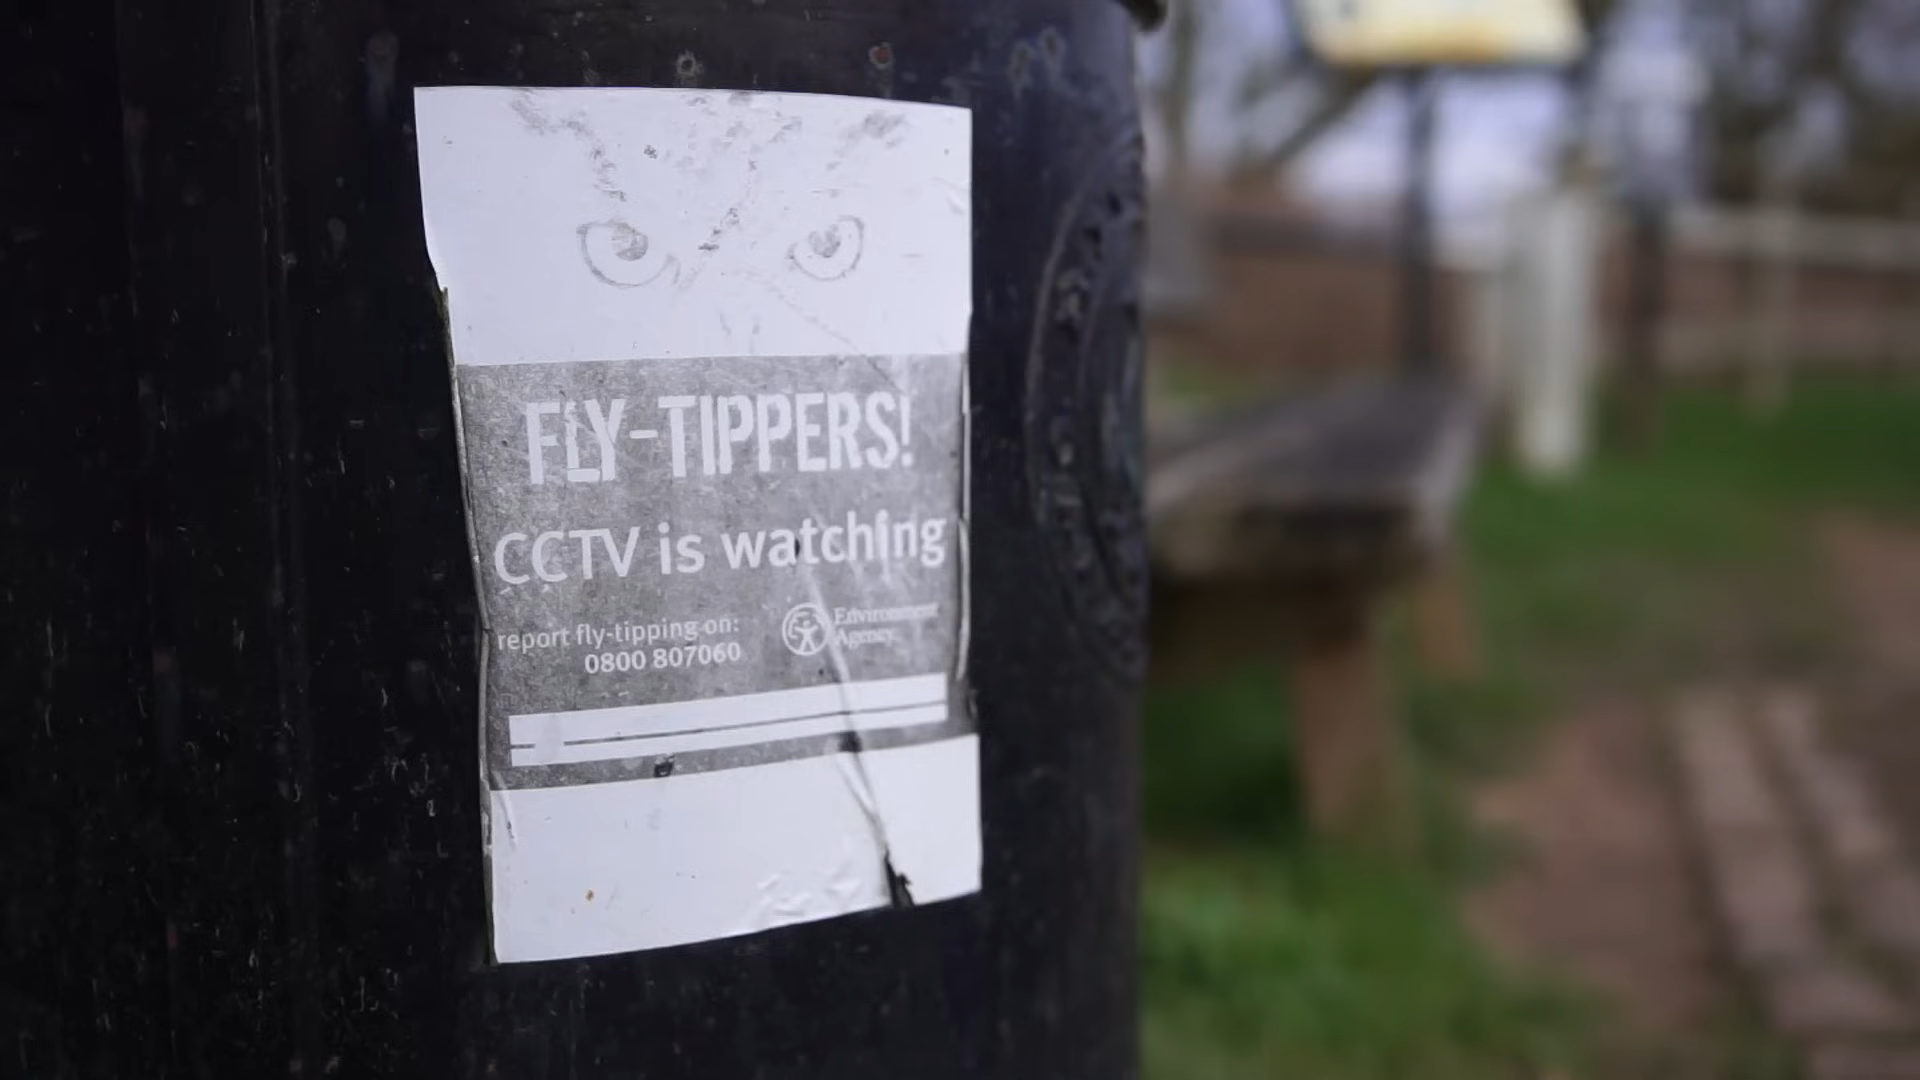 FLY-TIPPERS!
CCTV is watching
report fly-tipping on:
0800 807060
Environment
Agency